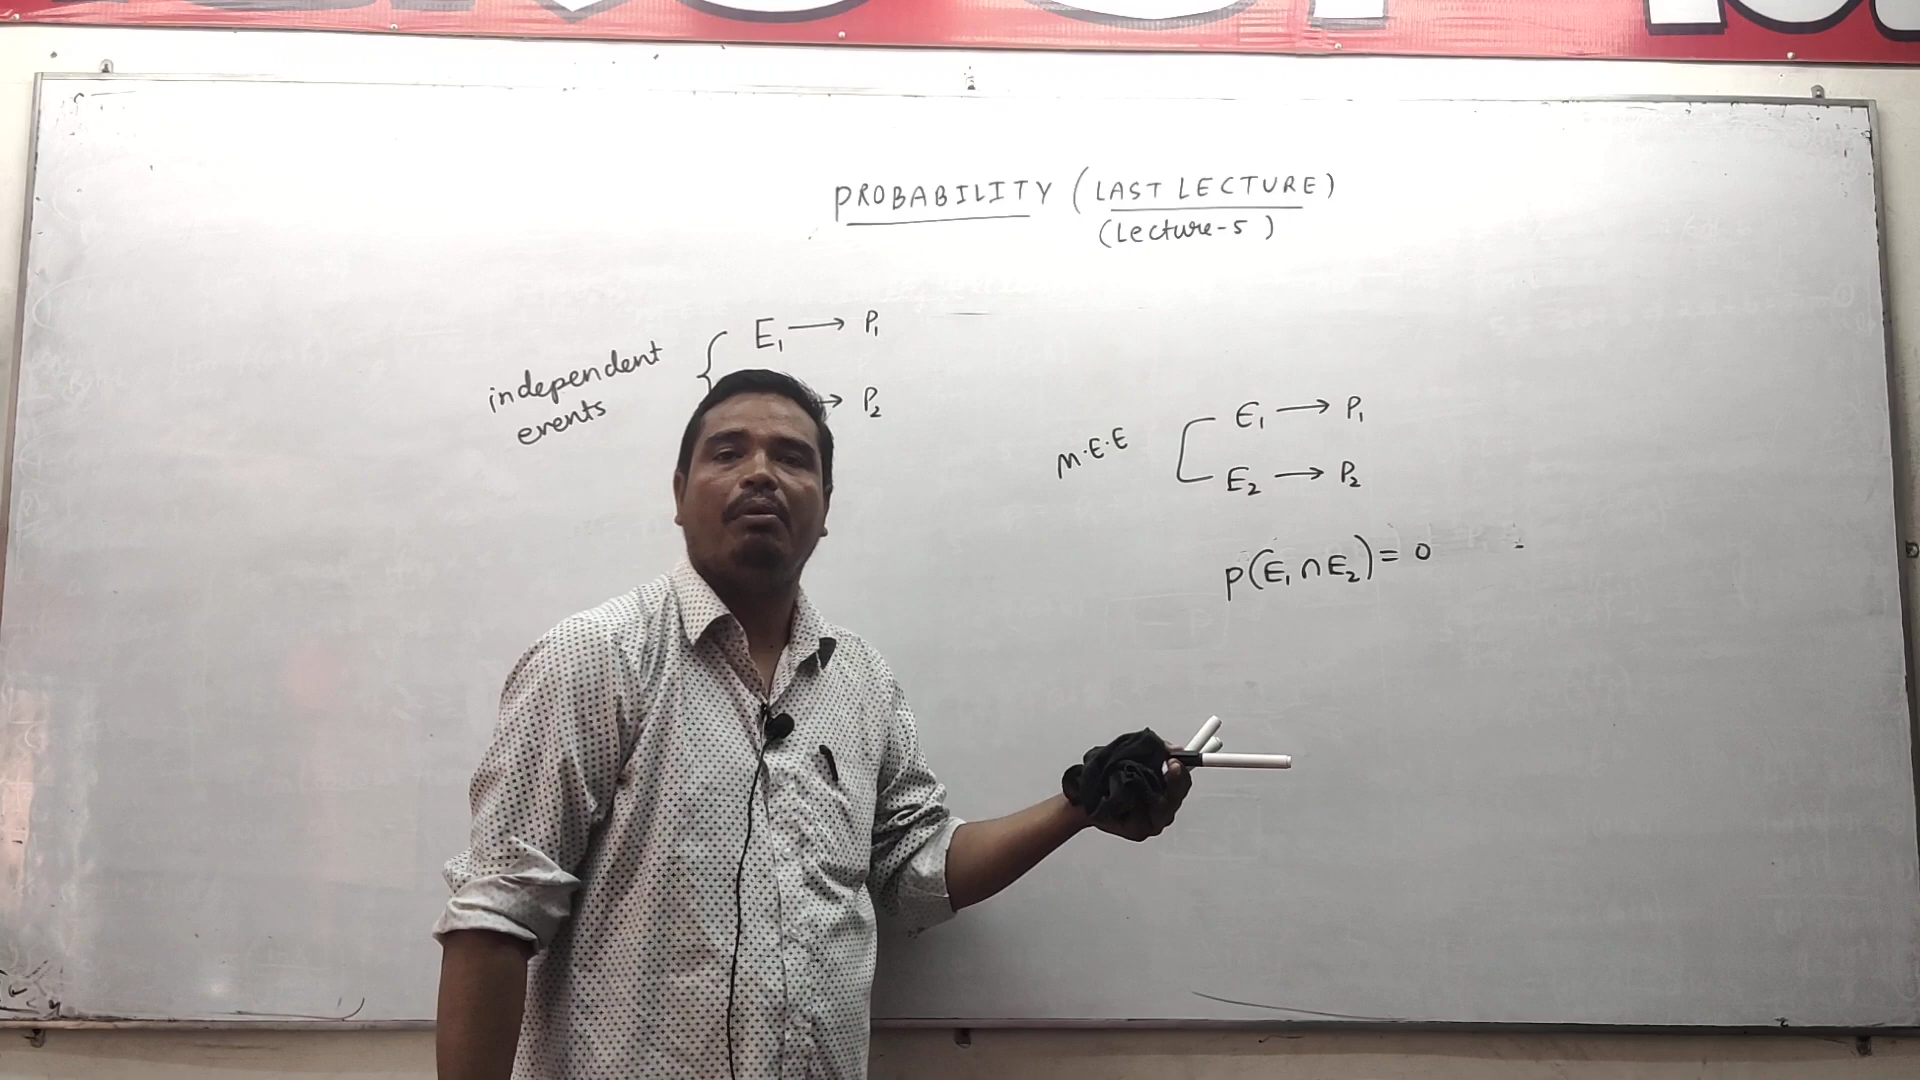 PROBABILITY (LAST LECTURE)
(Lecture-5)
independent
events
E₁ → P₁
→ P₂
M.E.E
E₁ → P₁
E₂ → P₂
P(E₁ ∩ E₂) = 0